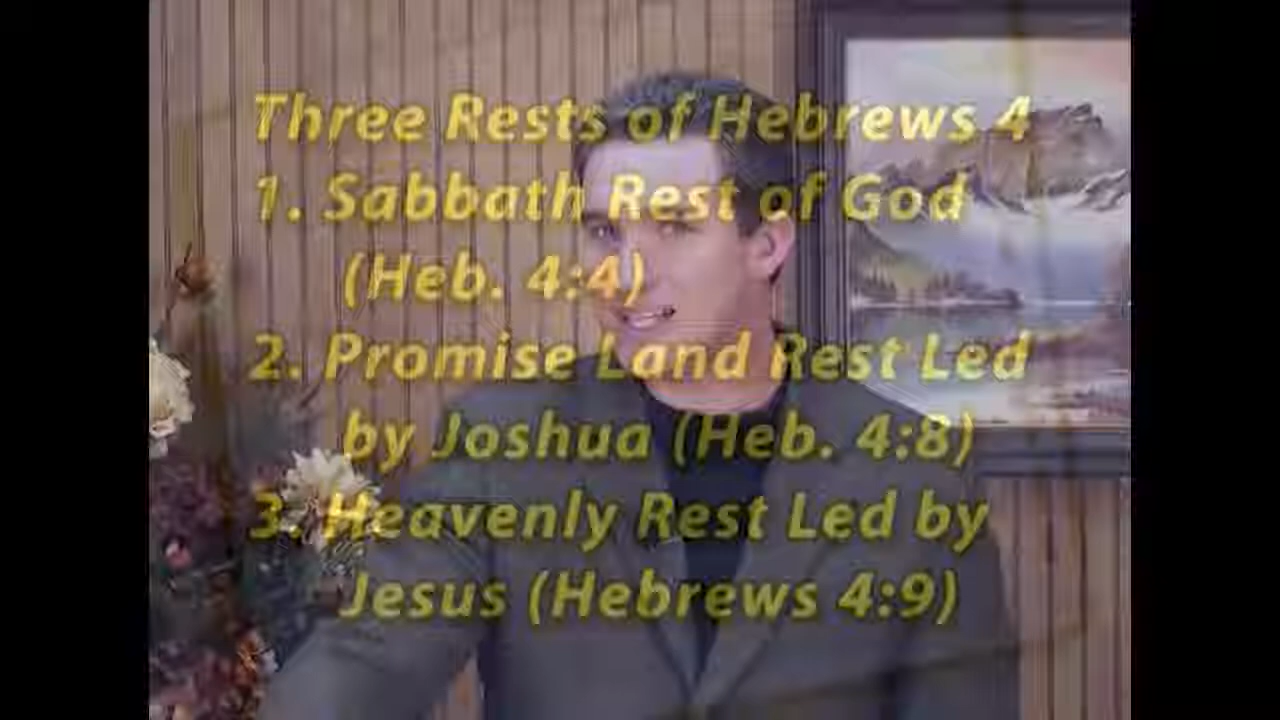 Three Rests of Hebrews 4
1. Sabbath Rest of God
(Heb. 4:4)
2. Promise Land Rest Led
by Joshua (Heb. 4:8)
3. Heavenly Rest Led by
Jesus (Hebrews 4:9)